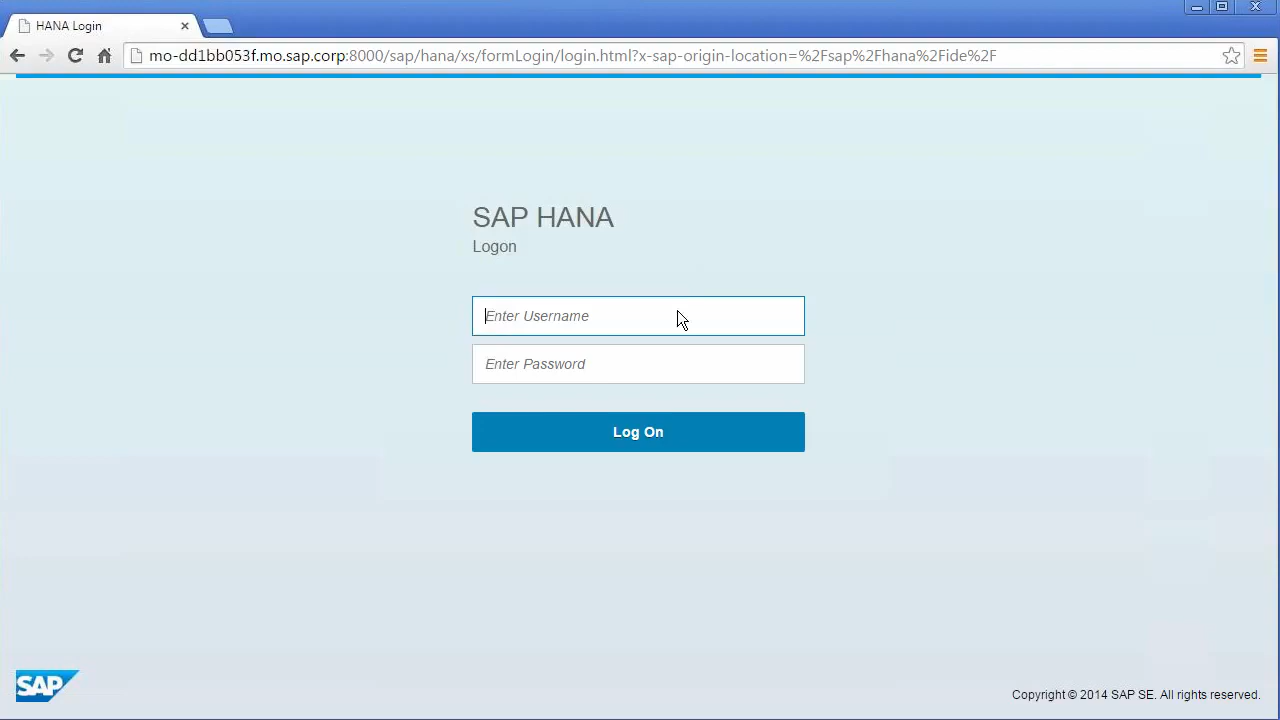 HANA Login
mo-dd1bb053f.mo.sap.corp:8000/sap/hana/xs/formLogin/login.html?x-sap-origin-location=%2Fsap%2Fhana%2Fide%2F
SAP HANA
Logon
Enter Username
Enter Password
Log On
SAP
Copyright © 2014 SAP SE. All rights reserved.